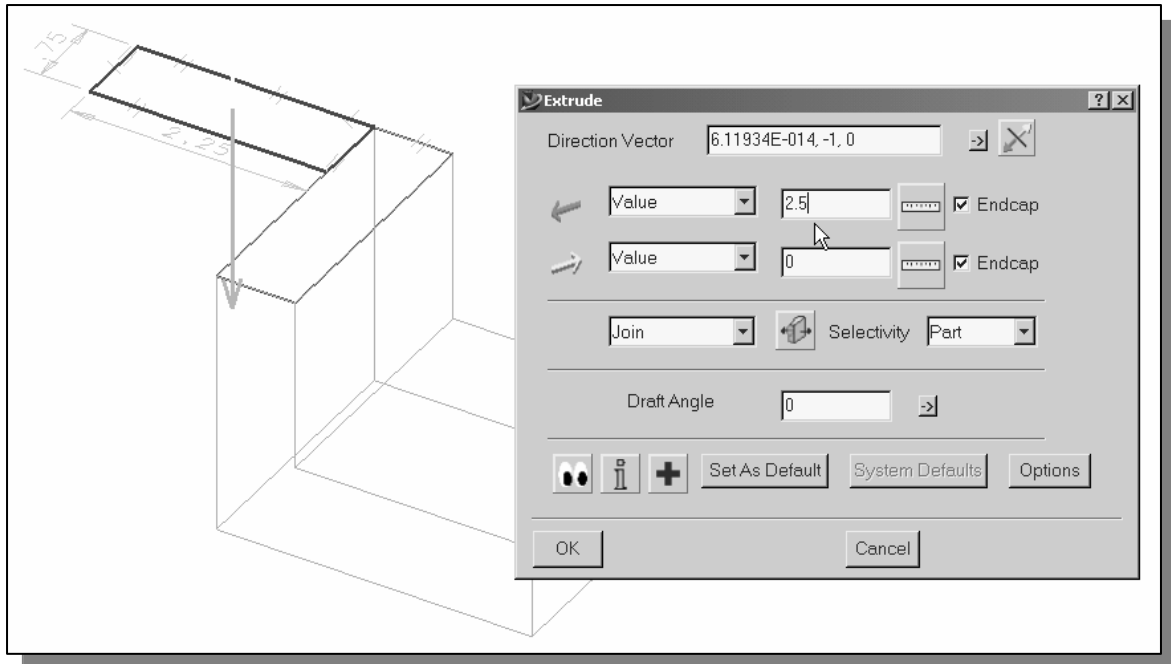 .75
2.25
Extrude
Direction Vector 6.11934E-014, -1, 0 ->
Value 2.5 Endcap
Value 0 Endcap
Join Selectivity Part
Draft Angle 0 ->
Set As Default System Defaults Options
OK Cancel